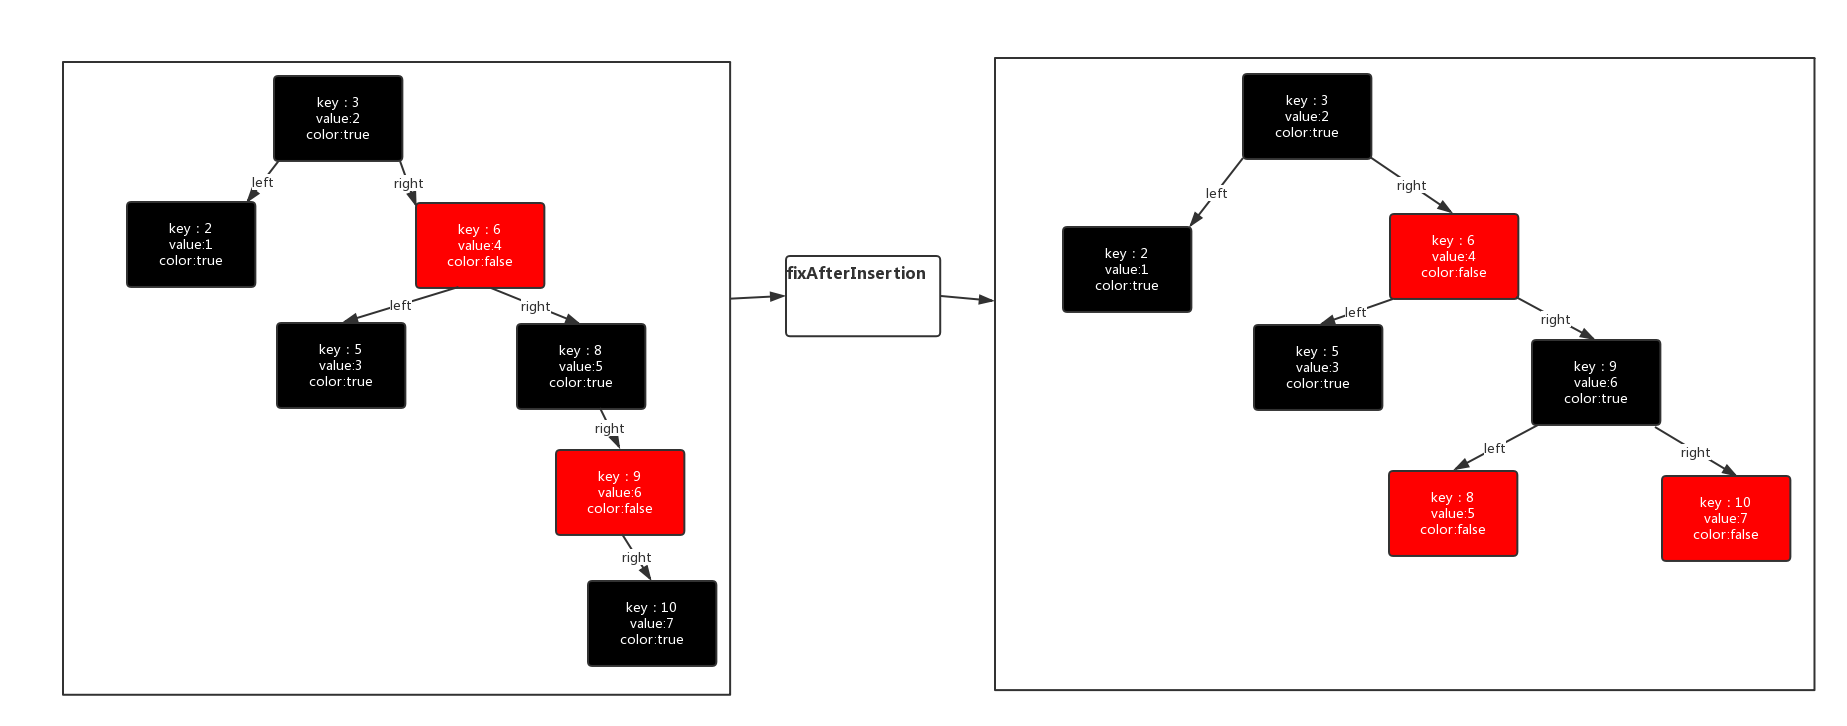 key：3
value:2
color:true
left
right
key：2
value:1
color:true
key：6
value:4
color:false
left
right
key：5
value:3
color:true
key：8
value:5
color:true
right
key：9
value:6
color:false
right
key：10
value:7
color:true
fixAfterInsertion
key：3
value:2
color:true
left
right
key：2
value:1
color:true
key：6
value:4
color:false
left
right
key：5
value:3
color:true
key：9
value:6
color:true
left
right
key：8
value:5
color:false
key：10
value:7
color:false